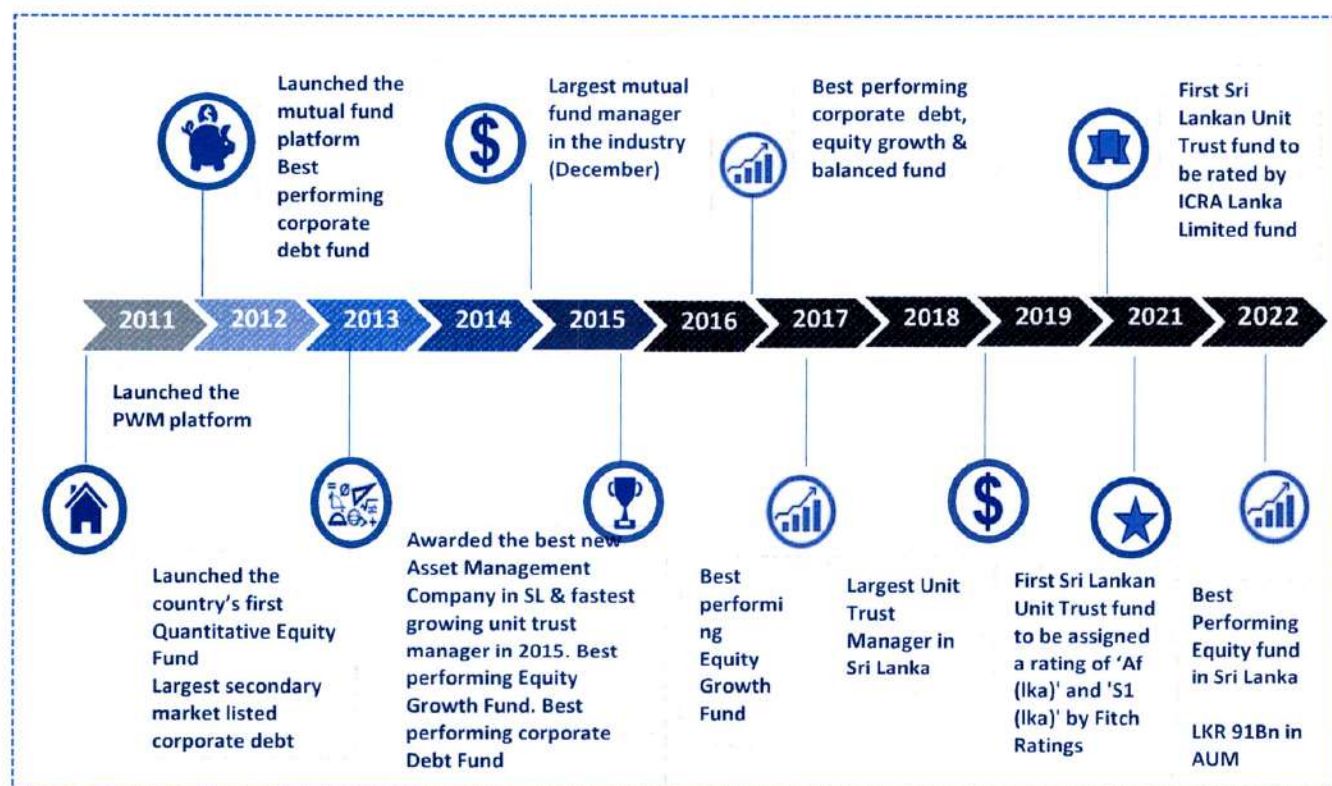 Launched the
mutual fund
platform
Best
performing
corporate
debt fund
Largest mutual
fund manager
in the industry
(December)
Best performing
corporate debt,
equity growth &
balanced fund
First Sri
Lankan Unit
Trust fund to
be rated by
ICRA Lanka
Limited fund
2011
2012
2013
2014
2015
2016
2017
2018
2019
2021
2022
Launched the
PWM platform
Launched the
country's first
Quantitative Equity
Fund
Largest secondary
market listed
corporate debt
Awarded the best new
Asset Management
Company in SL & fastest
growing unit trust
manager in 2015. Best
performing Equity
Growth Fund. Best
performing corporate
Debt Fund
Best
performi
ng
Equity
Growth
Fund
Largest Unit
Trust
Manager in
Sri Lanka
First Sri Lankan
Unit Trust fund
to be assigned
a rating of ‘Af
(lka)' and 'S1
(lka)' by Fitch
Ratings
Best
Performing
Equity fund
in Sri Lanka
LKR 91Bn in
AUM